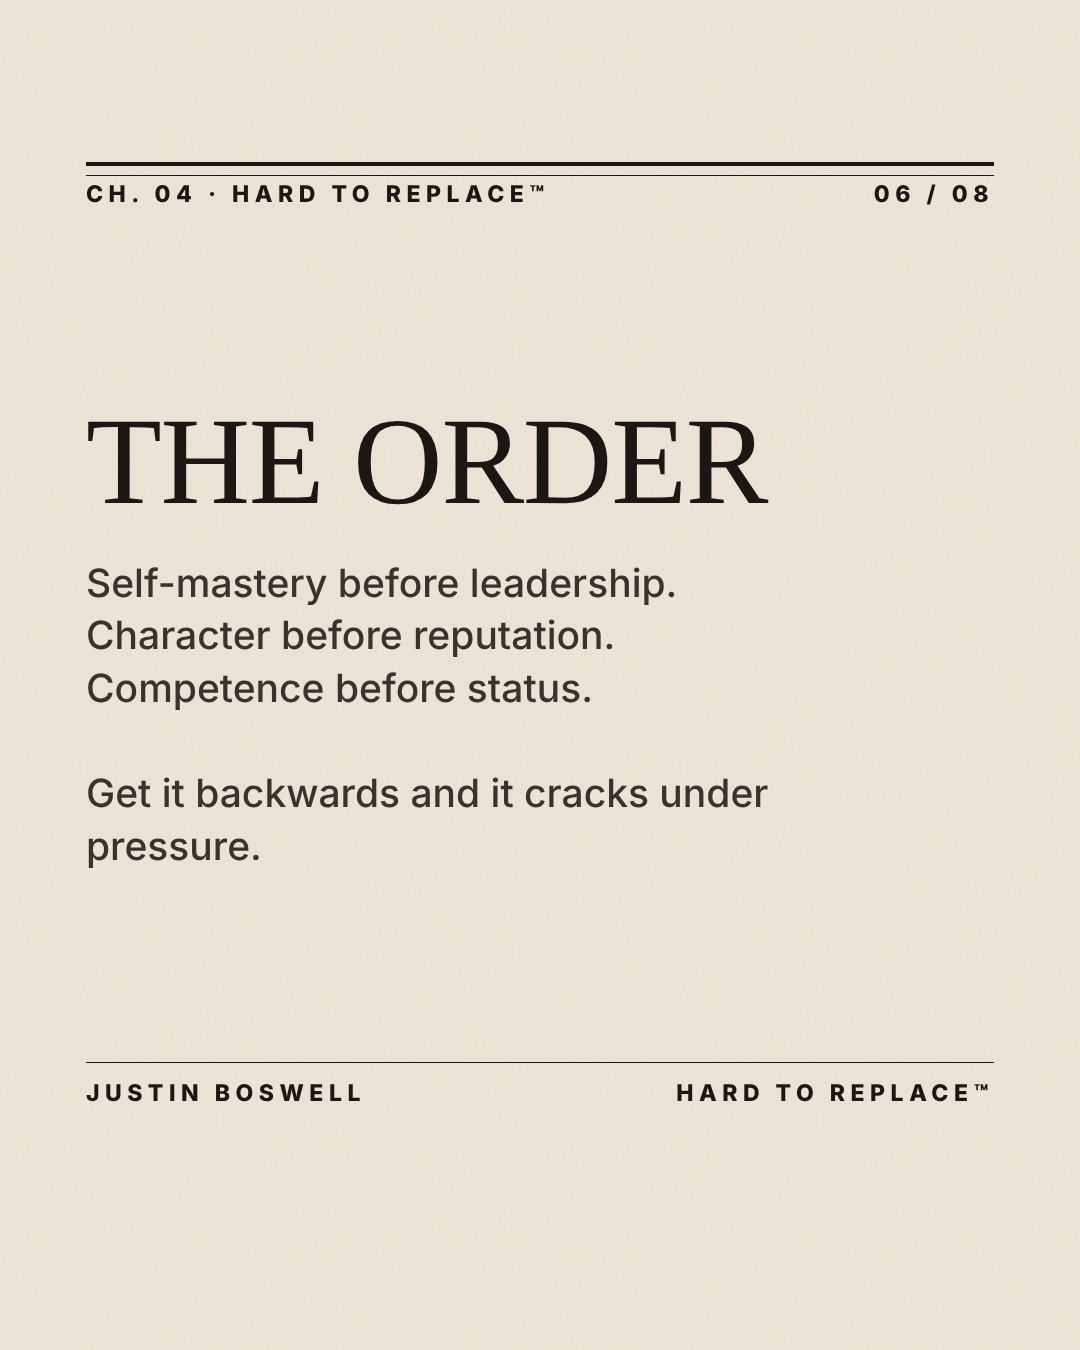 CH. 04 · HARD TO REPLACE™ 06 / 08
THE ORDER
Self-mastery before leadership.
Character before reputation.
Competence before status.
Get it backwards and it cracks under
pressure.
JUSTIN BOSWELL HARD TO REPLACE™